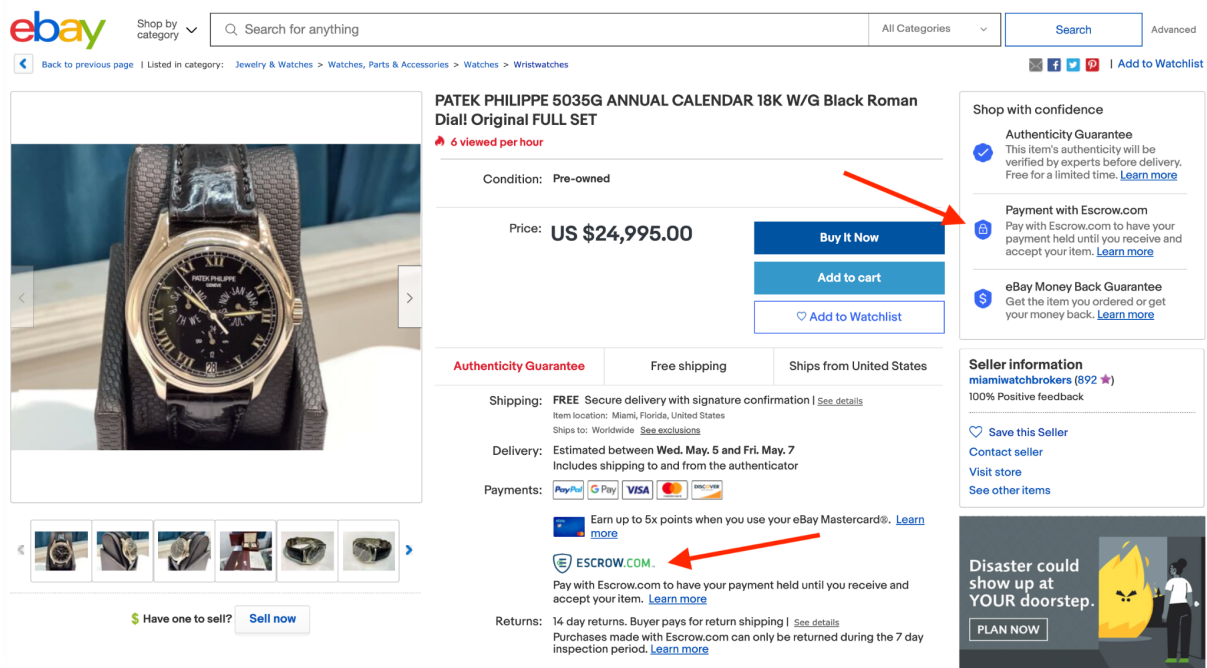 ebay
Shop by
category
Search for anything
All Categories
Search
Advanced
Back to previous page | Listed in category: Jewelry & Watches > Watches, Parts & Accessories > Watches > Wristwatches
| Add to Watchlist
PATEK PHILIPPE 5035G ANNUAL CALENDAR 18K W/G Black Roman
Dial! Original FULL SET
6 viewed per hour
Condition: Pre-owned
Price: US $24,995.00
Buy It Now
Add to cart
Add to Watchlist
PATEK PHILIPPE
GENEVE
Authenticity Guarantee
Free shipping
Ships from United States
Shipping: FREE Secure delivery with signature confirmation | See details
Item location: Miami, Florida, United States
Ships to: Worldwide See exclusions
Delivery: Estimated between Wed. May. 5 and Fri. May. 7
Includes shipping to and from the authenticator
Payments: PayPal G Pay VISA MasterCard DISCOVER
Earn up to 5x points when you use your eBay Mastercard®. Learn
more
ESCROW.COM
Pay with Escrow.com to have your payment held until you receive and
accept your item. Learn more
Returns: 14 day returns. Buyer pays for return shipping | See details
Purchases made with Escrow.com can only be returned during the 7 day
inspection period. Learn more
$ Have one to sell? Sell now
Shop with confidence
Authenticity Guarantee
This item's authenticity will be
verified by experts before delivery.
Free for a limited time. Learn more
Payment with Escrow.com
Pay with Escrow.com to have your
payment held until you receive and
accept your item. Learn more
eBay Money Back Guarantee
Get the item you ordered or get
your money back. Learn more
Seller information
miamiwatchbrokers (892)
100% Positive feedback
Save this Seller
Contact seller
Visit store
See other items
Disaster could
show up at
YOUR doorstep.
PLAN NOW